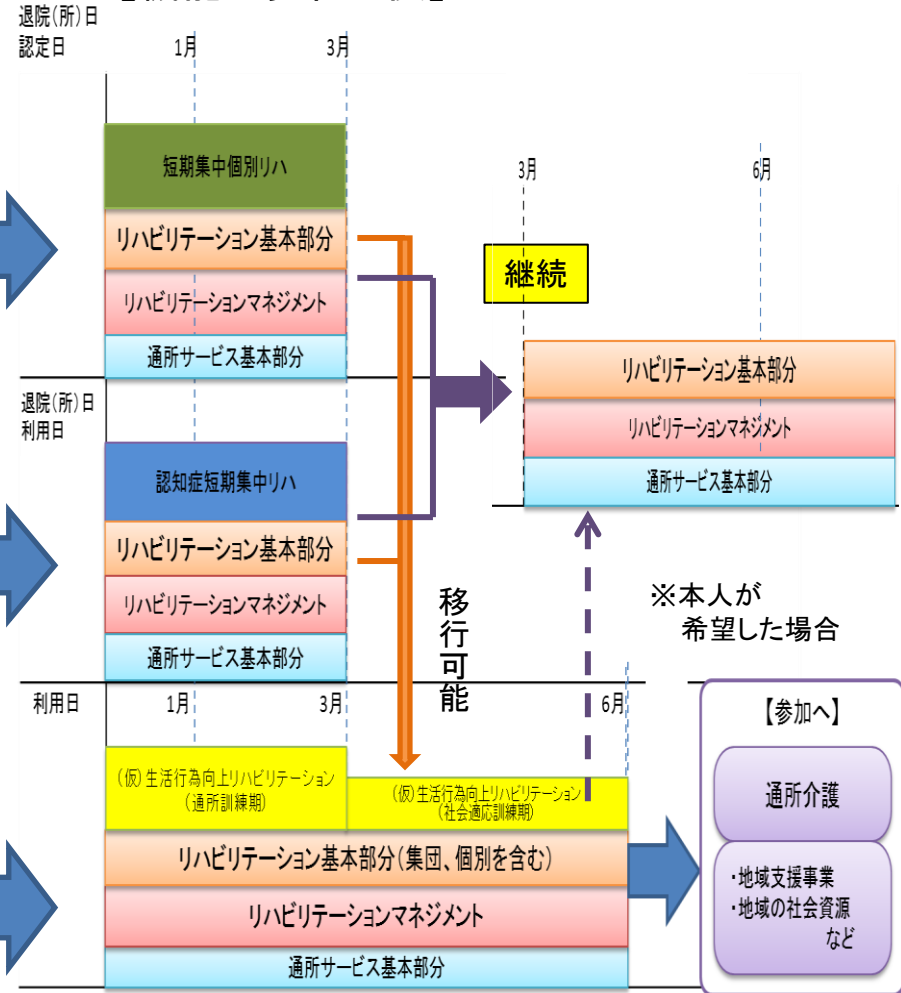 退院(所)日
認定日
1月
3月
短期集中個別リハ
リハビリテーション基本部分
リハビリテーションマネジメント
通所サービス基本部分
3月
6月
継続
リハビリテーション基本部分
リハビリテーションマネジメント
通所サービス基本部分
退院(所)日
利用日
認知症短期集中リハ
リハビリテーション基本部分
リハビリテーションマネジメント
通所サービス基本部分
移行可能
※本人が
希望した場合
利用日
1月
3月
6月
(仮)生活行為向上リハビリテーション
(通所訓練期)
(仮)生活行為向上リハビリテーション
(社会適応訓練期)
リハビリテーション基本部分(集団、個別を含む)
リハビリテーションマネジメント
通所サービス基本部分
【参加へ】
通所介護
・地域支援事業
・地域の社会資源
など